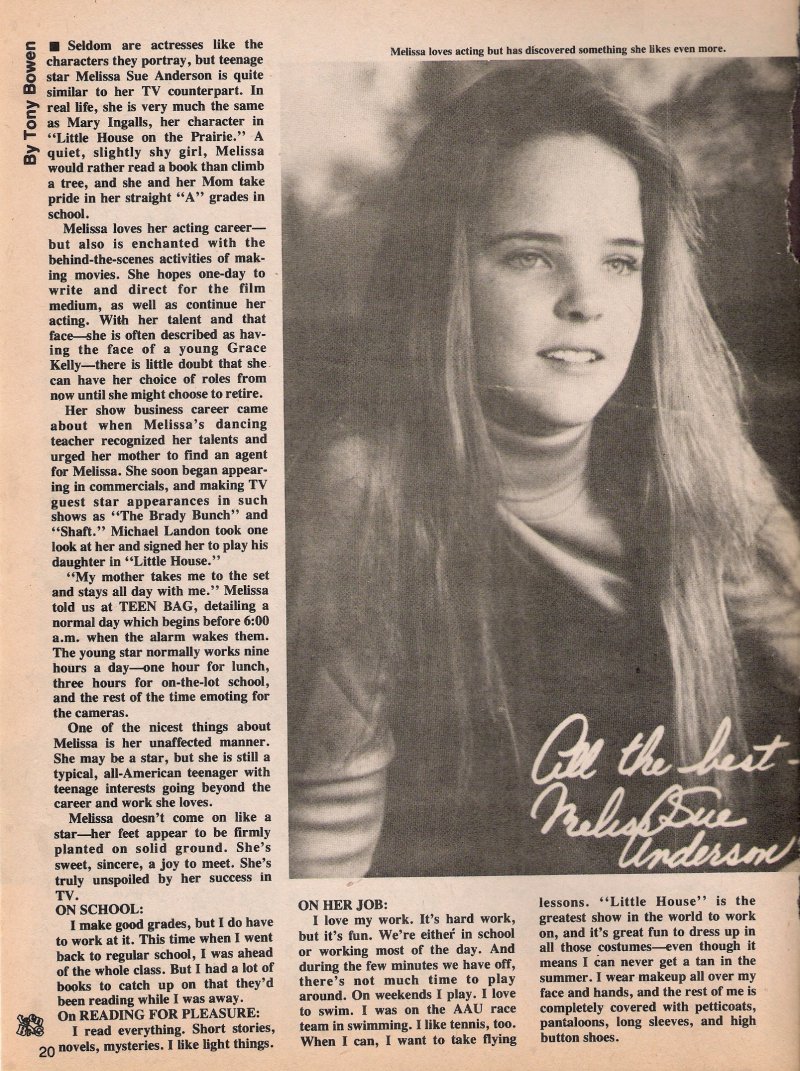 By Tony Bowen
■ Seldom are actresses like the
characters they portray, but teenage
star Melissa Sue Anderson is quite
similar to her TV counterpart. In
real life, she is very much the same
as Mary Ingalls, her character in
“Little House on the Prairie.” A
quiet, slightly shy girl, Melissa
would rather read a book than climb
a tree, and she and her Mom take
pride in her straight “A” grades in
school.
Melissa loves her acting career—
but also is enchanted with the
behind-the-scenes activities of mak-
ing movies. She hopes one-day to
write and direct for the film
medium, as well as continue her
acting. With her talent and that
face—she is often described as hav-
ing the face of a young Grace
Kelly—there is little doubt that she
can have her choice of roles from
now until she might choose to retire.
Her show business career came
about when Melissa’s dancing
teacher recognized her talents and
urged her mother to find an agent
for Melissa. She soon began appear-
ing in commercials, and making TV
guest star appearances in such
shows as “The Brady Bunch” and
“Shaft.” Michael Landon took one
look at her and signed her to play his
daughter in “Little House.”
“My mother takes me to the set
and stays all day with me.” Melissa
told us at TEEN BAG, detailing a
normal day which begins before 6:00
a.m. when the alarm wakes them.
The young star normally works nine
hours a day—one hour for lunch,
three hours for on-the-lot school,
and the rest of the time emoting for
the cameras.
One of the nicest things about
Melissa is her unaffected manner.
She may be a star, but she is still a
typical, all-American teenager with
teenage interests going beyond the
career and work she loves.
Melissa doesn’t come on like a
star—her feet appear to be firmly
planted on solid ground. She’s
sweet, sincere, a joy to meet. She’s
truly unspoiled by her success in
TV.
ON SCHOOL:
I make good grades, but I do have
to work at it. This time when I went
back to regular school, I was ahead
of the whole class. But I had a lot of
books to catch up on that they’d
been reading while I was away.
On READING FOR PLEASURE:
I read everything. Short stories,
novels, mysteries. I like light things.
20
Melissa loves acting but has discovered something she likes even more.
All the best -
Melissa Sue
Anderson
ON HER JOB:
I love my work. It’s hard work,
but it’s fun. We’re either in school
or working most of the day. And
during the few minutes we have off,
there’s not much time to play
around. On weekends I play. I love
to swim. I was on the AAU race
team in swimming. I like tennis, too.
When I can, I want to take flying
lessons. “Little House” is the
greatest show in the world to work
on, and it’s great fun to dress up in
all those costumes—even though it
means I can never get a tan in the
summer. I wear makeup all over my
face and hands, and the rest of me is
completely covered with petticoats,
pantaloons, long sleeves, and high
button shoes.